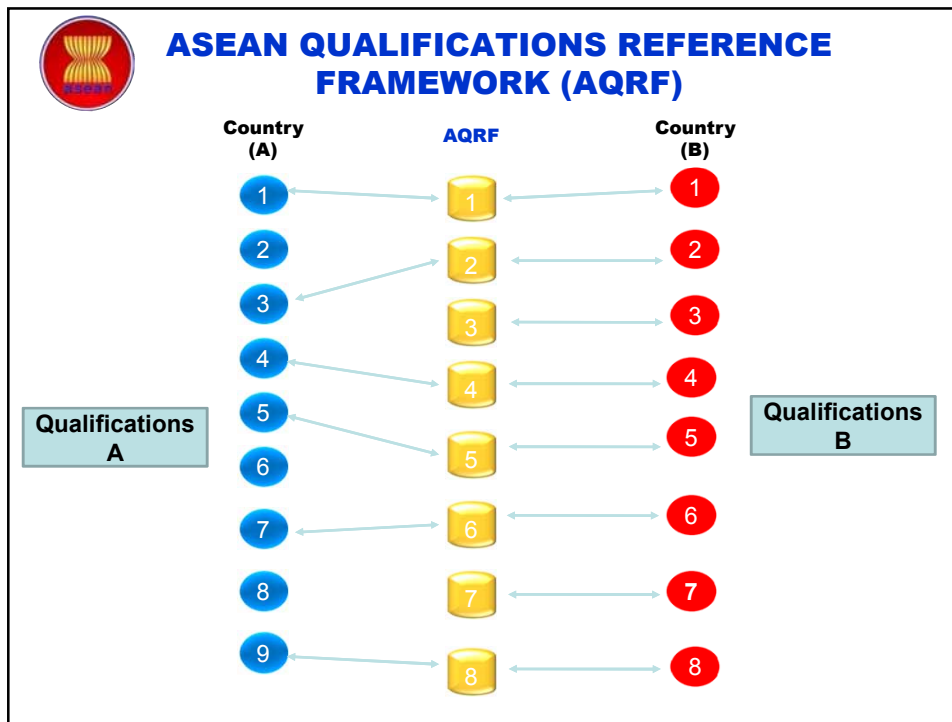 ASEAN QUALIFICATIONS REFERENCE
FRAMEWORK (AQRF)
asean
Country
(A)
AQRF
Country
(B)
1
1
1
2
2
2
3
3
3
4
4
4
5
5
5
6
6
6
7
7
7
8
8
8
9
Qualifications
A
Qualifications
B